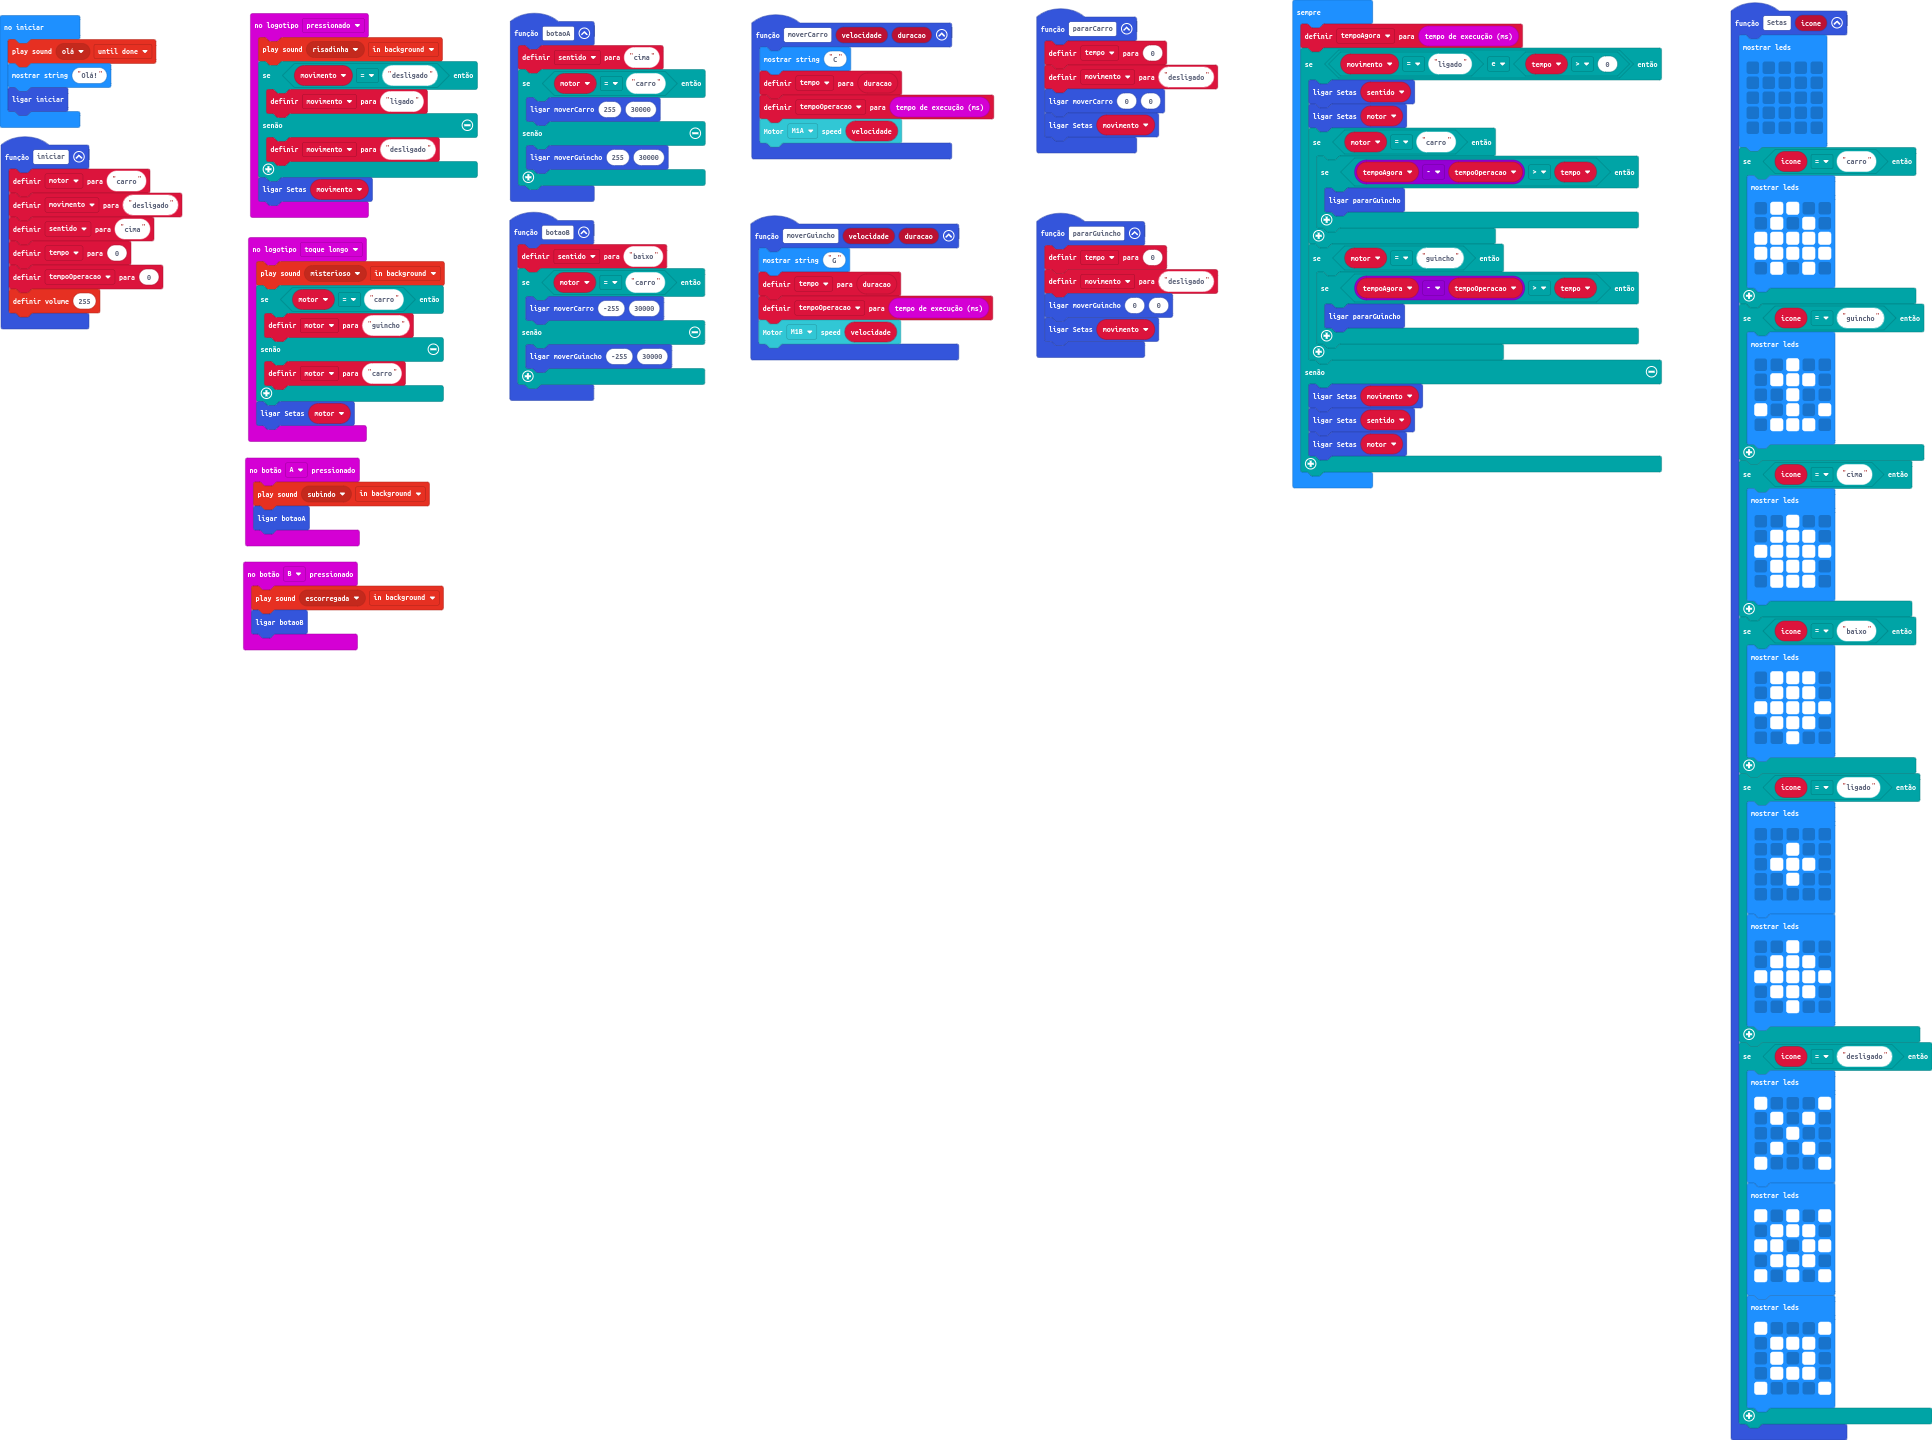 no iniciar
play sound olá until done
mostrar string "Olá!"
ligar iniciar
função iniciar
definir motor para "carro"
definir movimento para "desligado"
definir sentido para "cima"
definir tempo para 0
definir tempoOperacao para 0
definir volume 255
no logotipo pressionado
play sound risadinha in background
se movimento = "desligado" então
definir movimento para "ligado"
senão
definir movimento para "desligado"
ligar Setas movimento
no logotipo toque longo
play sound misterioso in background
se motor = "carro" então
definir motor para "guincho"
senão
definir motor para "carro"
ligar Setas motor
no botão A pressionado
play sound subindo in background
ligar botaoA
no botão B pressionado
play sound escorregada in background
ligar botaoB
função botaoA
definir sentido para "cima"
se motor = "carro" então
ligar moverCarro 255 30000
senão
ligar moverGuincho 255 30000
função botaoB
definir sentido para "baixo"
se motor = "carro" então
ligar moverCarro -255 30000
senão
ligar moverGuincho -255 30000
função moverCarro velocidade duracao
mostrar string "C"
definir tempo para duracao
definir tempoOperacao para tempo de execução (ms)
Motor M1A speed velocidade
função moverGuincho velocidade duracao
mostrar string "G"
definir tempo para duracao
definir tempoOperacao para tempo de execução (ms)
Motor M1B speed velocidade
função pararCarro
definir tempo para 0
definir movimento para "desligado"
ligar moverCarro 0 0
ligar Setas movimento
função pararGuincho
definir tempo para 0
definir movimento para "desligado"
ligar moverGuincho 0 0
ligar Setas movimento
sempre
definir tempoAgora para tempo de execução (ms)
se movimento = "ligado" e tempo > 0 então
ligar Setas sentido
ligar Setas motor
se motor = "carro" então
se tempoAgora - tempoOperacao > tempo então
ligar pararGuincho
se motor = "guincho" então
se tempoAgora - tempoOperacao > tempo então
ligar pararGuincho
senão
ligar Setas movimento
ligar Setas sentido
ligar Setas motor
função Setas icone
mostrar leds
se icone = "carro" então
mostrar leds
se icone = "guincho" então
mostrar leds
se icone = "cima" então
mostrar leds
se icone = "baixo" então
mostrar leds
se icone = "ligado" então
mostrar leds
mostrar leds
se icone = "desligado" então
mostrar leds
mostrar leds
mostrar leds